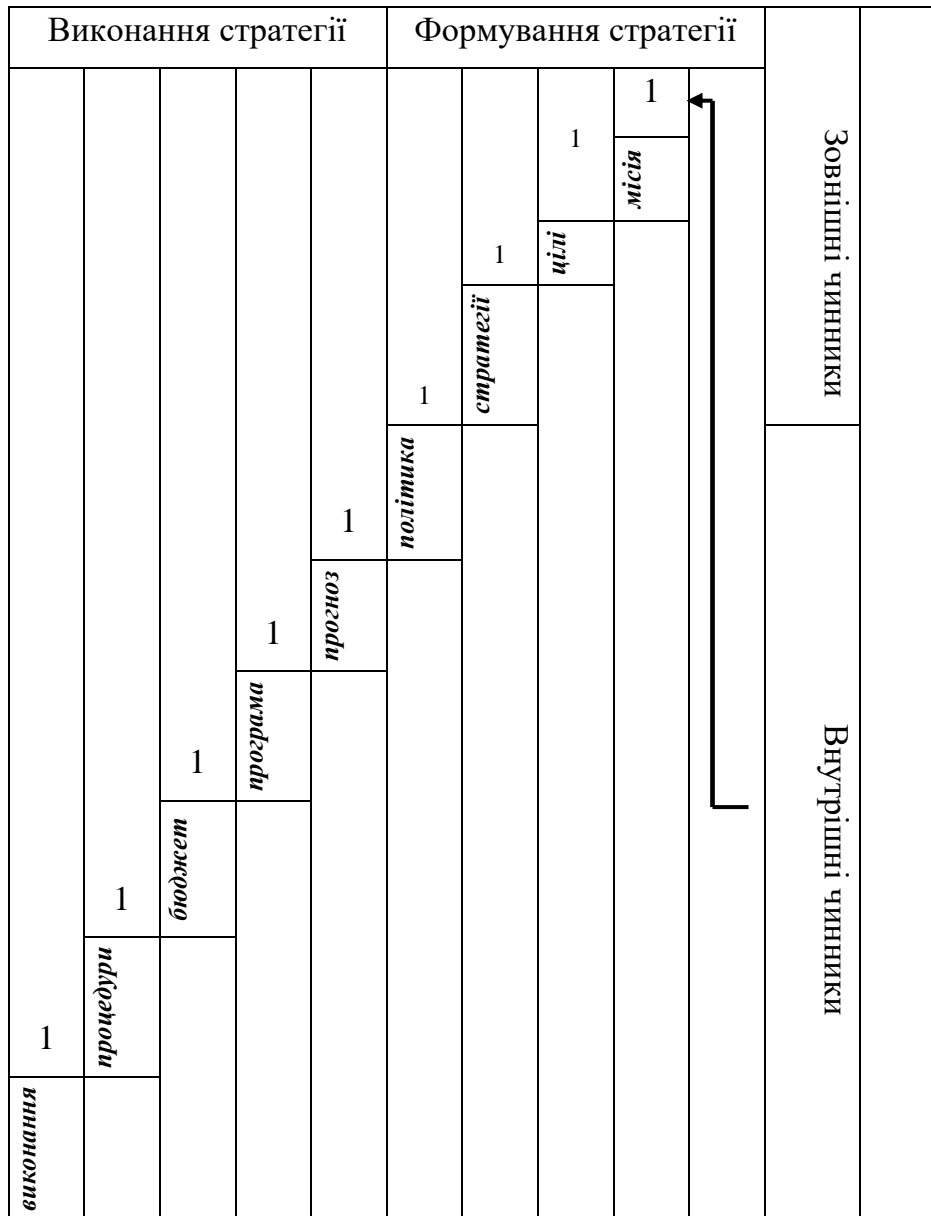 Виконання стратегії
Формування стратегії
1
місія
1
цілі
1
стратегії
1
політика
1
прогноз
1
програма
1
бюджет
1
процедури
1
виконання
Зовнішні чинники
Внутрішні чинники